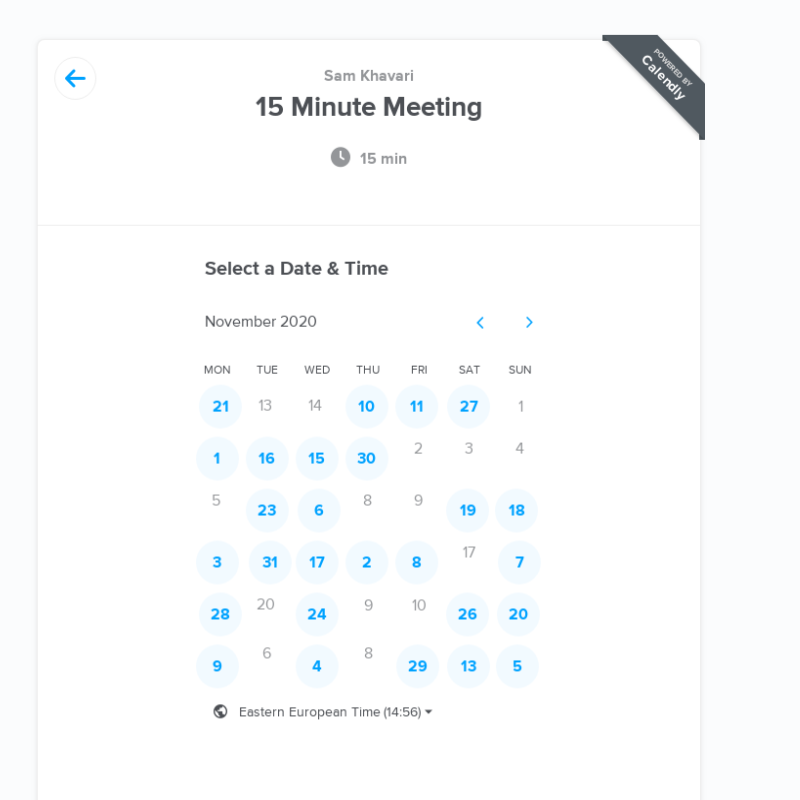 POWERED BY
Calendly
Sam Khavari
15 Minute Meeting
15 min
Select a Date & Time
November 2020
MON TUE WED THU FRI SAT SUN
21 13 14 10 11 27 1
1 16 15 30 2 3 4
5 23 6 8 9 19 18
3 31 17 2 8 17 7
28 20 24 9 10 26 20
9 6 4 8 29 13 5
Eastern European Time (14:56)